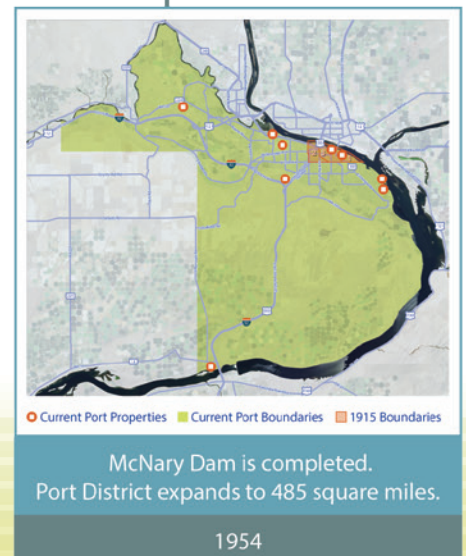 Current Port Properties Current Port Boundaries 1915 Boundaries
McNary Dam is completed.
Port District expands to 485 square miles.
1954